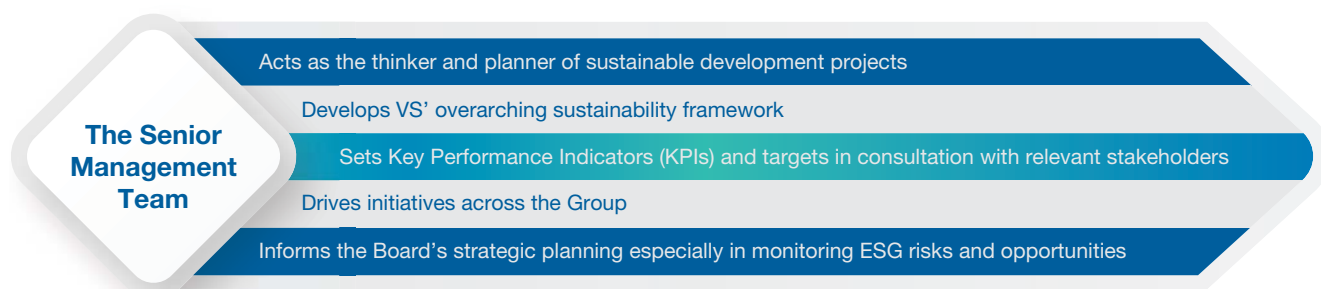 The Senior
Management
Team
Acts as the thinker and planner of sustainable development projects
Develops VS’ overarching sustainability framework
Sets Key Performance Indicators (KPIs) and targets in consultation with relevant stakeholders
Drives initiatives across the Group
Informs the Board’s strategic planning especially in monitoring ESG risks and opportunities